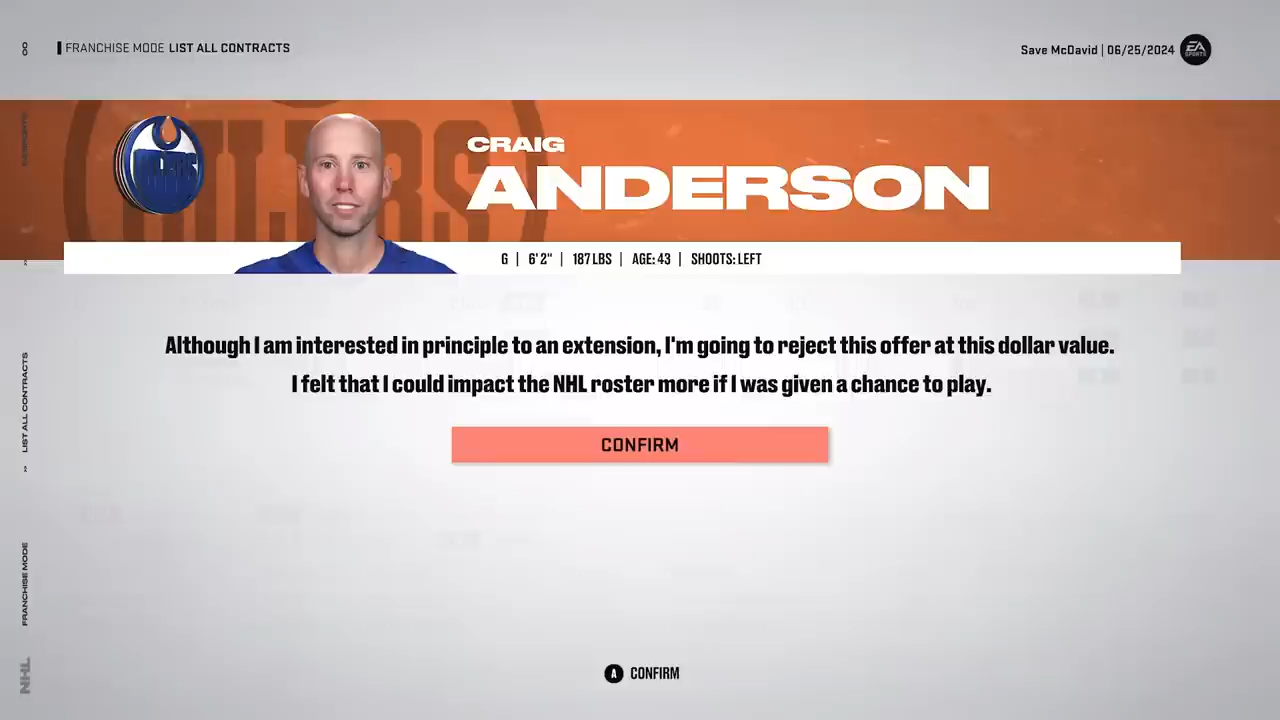 FRANCHISE MODE LIST ALL CONTRACTS
Save McDavid | 06/25/2024
EA
SPORTS
OILERS
CRAIG
ANDERSON
G | 6' 2" | 187 LBS | AGE: 43 | SHOOTS: LEFT
Although I am interested in principle to an extension, I'm going to reject this offer at this dollar value.
I felt that I could impact the NHL roster more if I was given a chance to play.
CONFIRM
A CONFIRM
LIST ALL CONTRACTS
FRANCHISE MODE
NHL